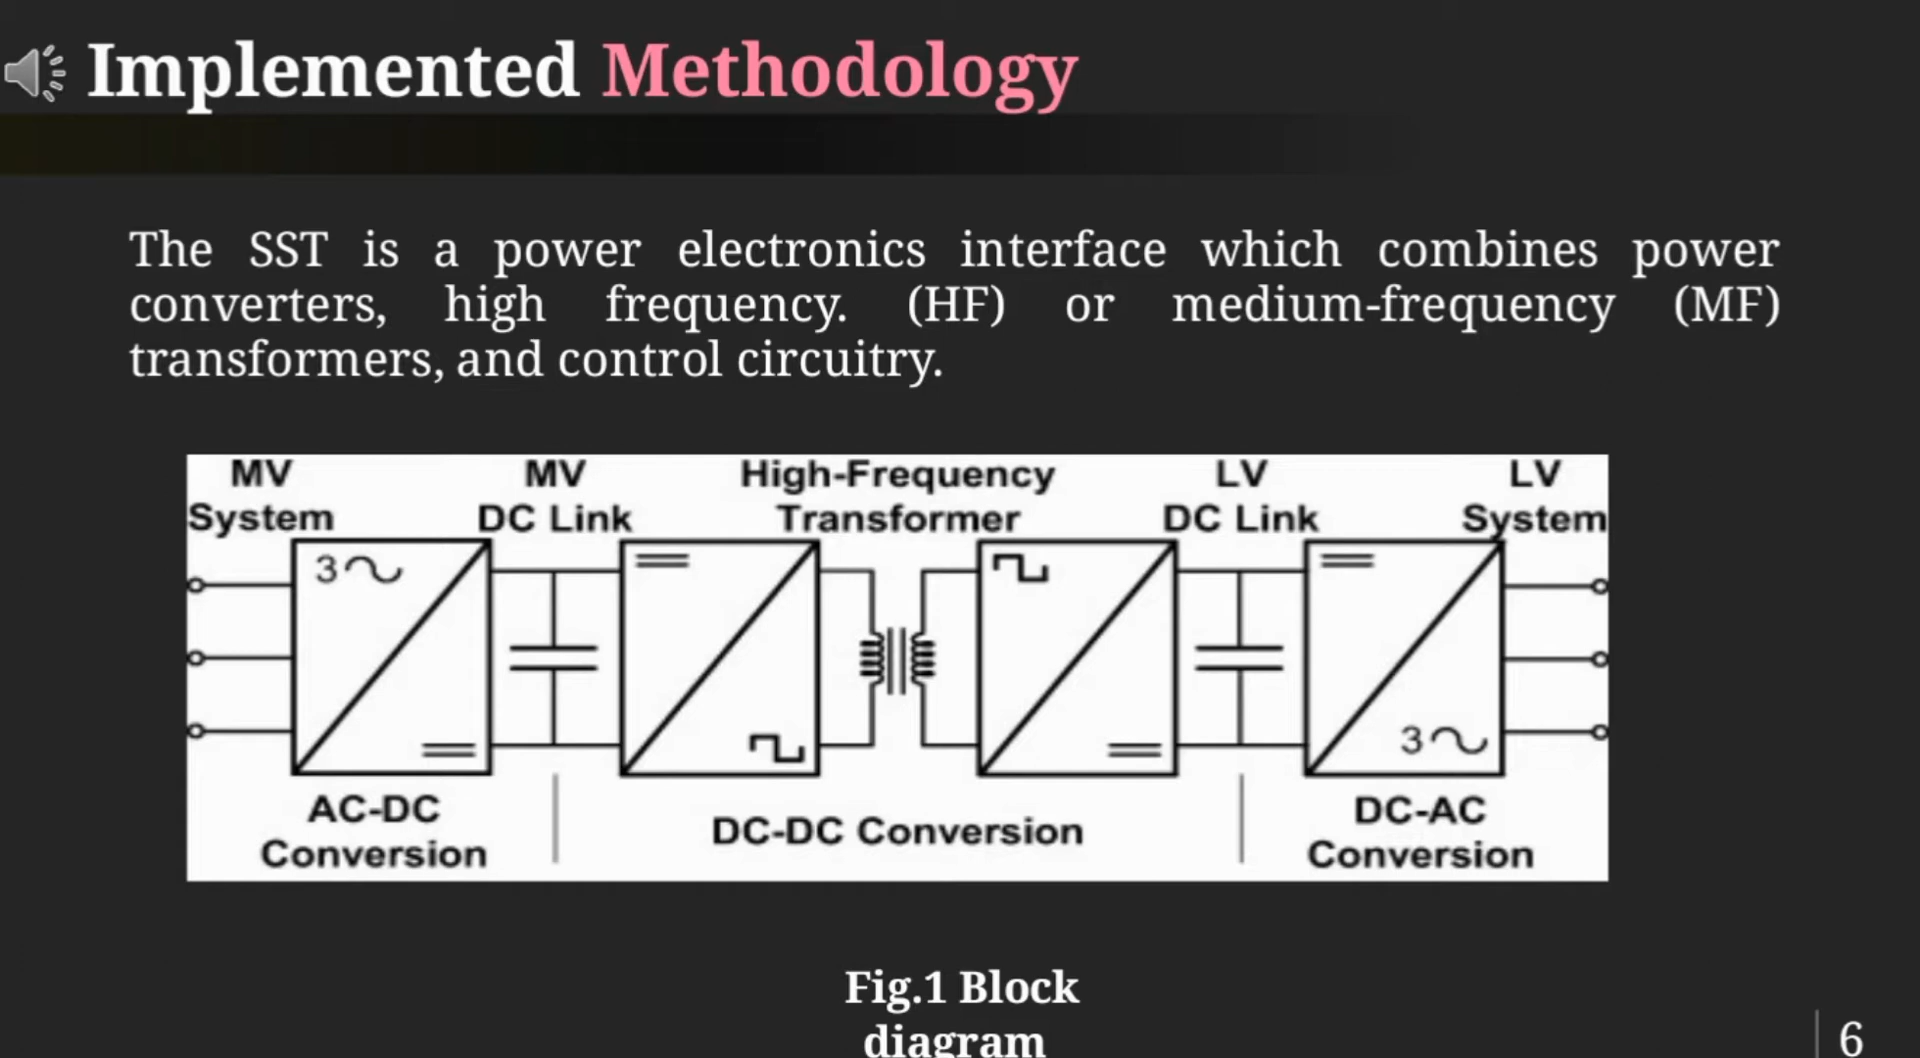 Implemented Methodology
The SST is a power electronics interface which combines power
converters, high frequency. (HF) or medium-frequency (MF)
transformers, and control circuitry.
MV MV High-Frequency LV LV
System DC Link Transformer DC Link System
3
3
AC-DC DC-DC Conversion DC-AC
Conversion Conversion
Fig.1 Block
diagram
6